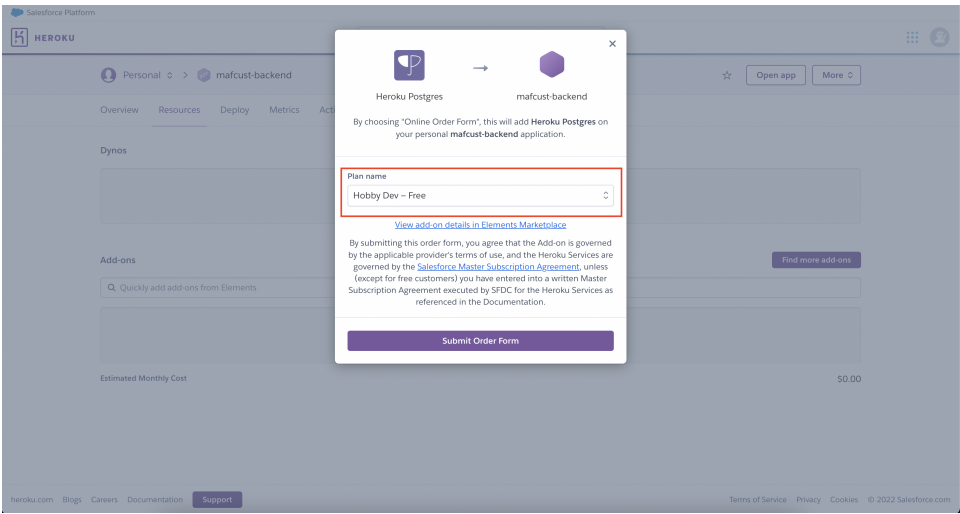 Salesforce Platform
HEROKU
Personal > mafcust-backend
Open app
More
Overview Resources Deploy Metrics Acti
Dynos
Add-ons
Find more add-ons
Quickly add add-ons from Elements
Estimated Monthly Cost
$0.00
Heroku Postgres
→
mafcust-backend
By choosing "Online Order Form", this will add Heroku Postgres on
your personal mafcust-backend application.
Plan name
Hobby Dev – Free
View add-on details in Elements Marketplace
By submitting this order form, you agree that the Add-on is governed
by the applicable provider's terms of use, and the Heroku Services are
governed by the Salesforce Master Subscription Agreement, unless
(except for free customers) you have entered into a written Master
Subscription Agreement executed by SFDC for the Heroku Services as
referenced in the Documentation.
Submit Order Form
heroku.com Blogs Careers Documentation Support
Terms of Service Privacy Cookies © 2022 Salesforce.com